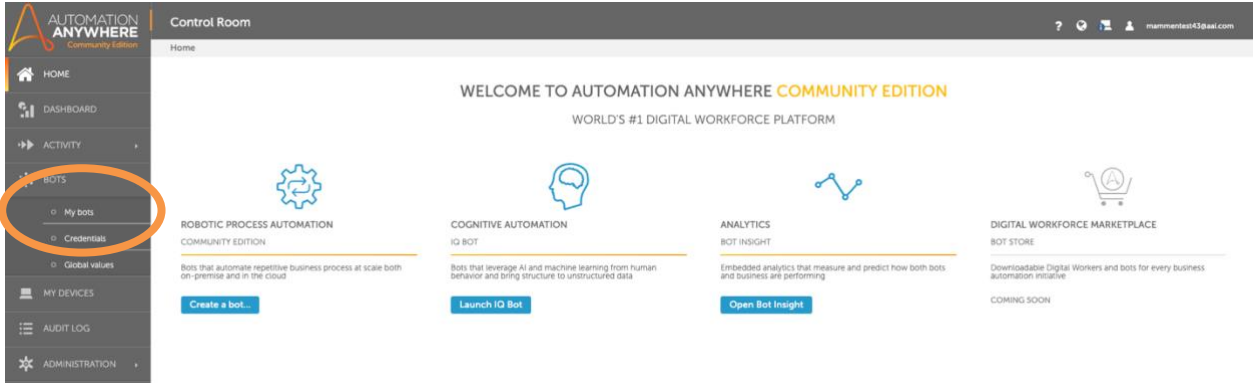 AUTOMATION
ANYWHERE
Community Edition
Control Room
mammentest43@aai.com
Home
HOME
DASHBOARD
ACTIVITY
BOTS
My bots
Credentials
Global values
MY DEVICES
AUDIT LOG
ADMINISTRATION
WELCOME TO AUTOMATION ANYWHERE COMMUNITY EDITION
WORLD'S #1 DIGITAL WORKFORCE PLATFORM
ROBOTIC PROCESS AUTOMATION
COMMUNITY EDITION
Bots that automate repetitive business process at scale both
on-premise and in the cloud
Create a bot...
COGNITIVE AUTOMATION
IQ BOT
Bots that leverage AI and machine learning from human
behavior and bring structure to unstructured data
Launch IQ Bot
ANALYTICS
BOT INSIGHT
Embedded analytics that measure and predict how both bots
and business are performing
Open Bot Insight
DIGITAL WORKFORCE MARKETPLACE
BOT STORE
Downloadable Digital Workers and bots for every business
automation initiative
COMING SOON